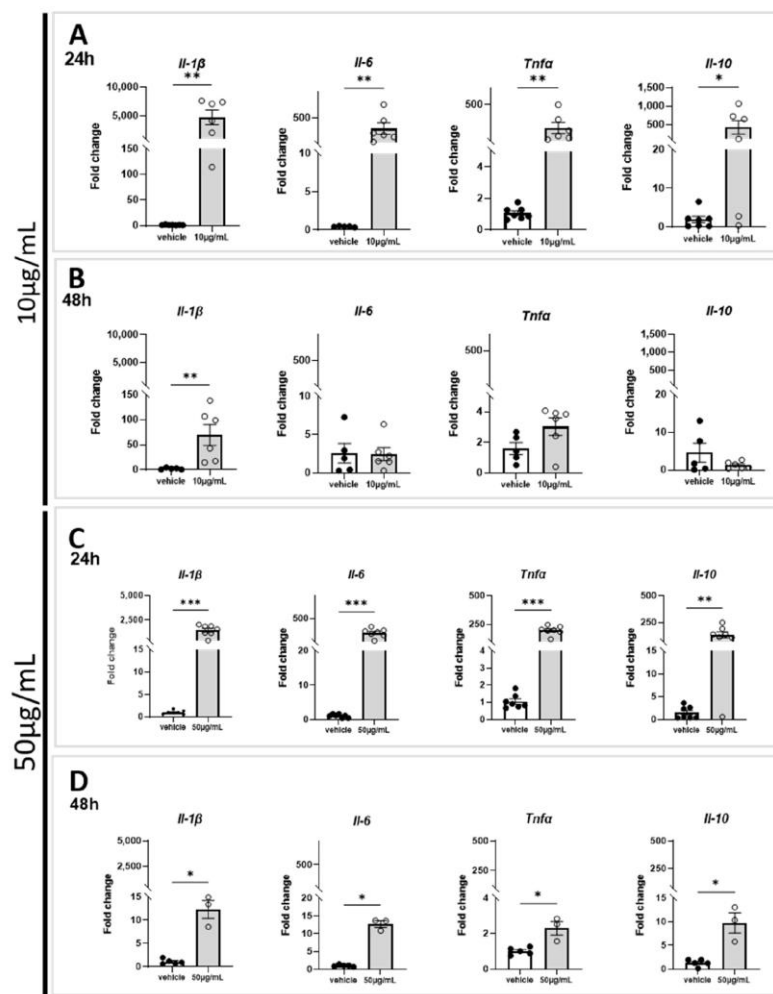 10µg/mL
A
24h
Il-1β Il-6 Tnfα Il-10
** ** ** *
10,000 5,000 150 100 50 0
500 10 5 0
500 6 4 2 0
1,500 1,000 500 20 10 0
Fold change Fold change Fold change Fold change
vehicle 10µg/mL vehicle 10µg/mL vehicle 10µg/mL vehicle 10µg/mL
B
48h
Il-1β Il-6 Tnfα Il-10
**
10,000 5,000 150 100 50 0
500 10 5 0
500 6 4 2 0
1,500 1,000 500 20 15 10 5 0
Fold change Fold change Fold change Fold change
vehicle 10µg/mL vehicle 10µg/mL vehicle 10µg/mL vehicle 10µg/mL
50µg/mL
C
24h
Il-1β Il-6 Tnfα Il-10
*** *** *** **
5,000 2,500 15 10 5 0
500 20 10 0
500 250 4 3 2 1 0
500 250 15 10 5 0
Fold change Fold change Fold change Fold change
vehicle 50µg/mL vehicle 50µg/mL vehicle 50µg/mL vehicle 50µg/mL
D
48h
Il-1β Il-6 Tnfα Il-10
* * * *
5,000 2,500 15 10 5 0
500 20 15 10 5 0
500 250 4 2 0
500 250 15 10 5 0
Fold change Fold change Fold change Fold change
vehicle 50µg/mL vehicle 50µg/mL vehicle 50µg/mL vehicle 50µg/mL